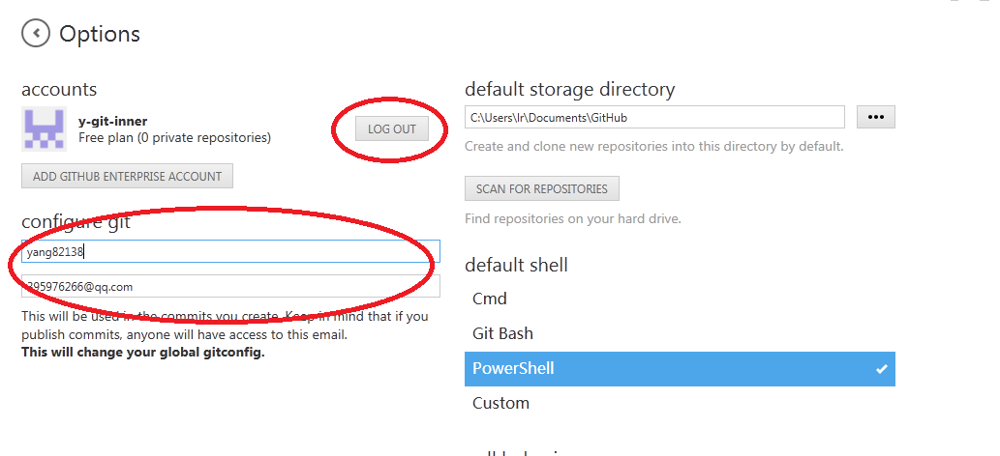 Options
accounts
y-git-inner
Free plan (0 private repositories)
LOG OUT
ADD GITHUB ENTERPRISE ACCOUNT
configure git
yang82138
395976266@qq.com
This will be used in the commits you create. Keep in mind that if you
publish commits, anyone will have access to this email.
This will change your global gitconfig.
default storage directory
C:\Users\lr\Documents\GitHub
•••
Create and clone new repositories into this directory by default.
SCAN FOR REPOSITORIES
Find repositories on your hard drive.
default shell
Cmd
Git Bash
PowerShell
Custom